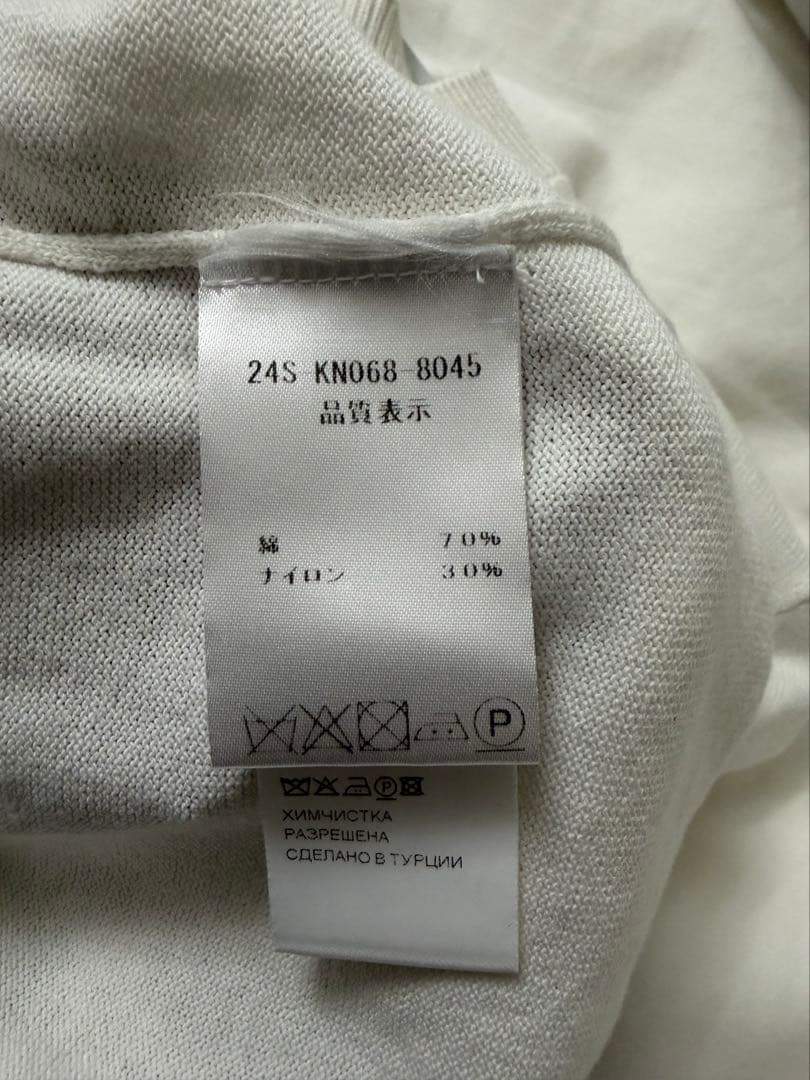 24S KN068-8045
品質表示
綿 70%
ナイロン 30%
P
P
ХИМЧИСТКА
РАЗРЕШЕНА
СДЕЛАНО В ТУРЦИИ